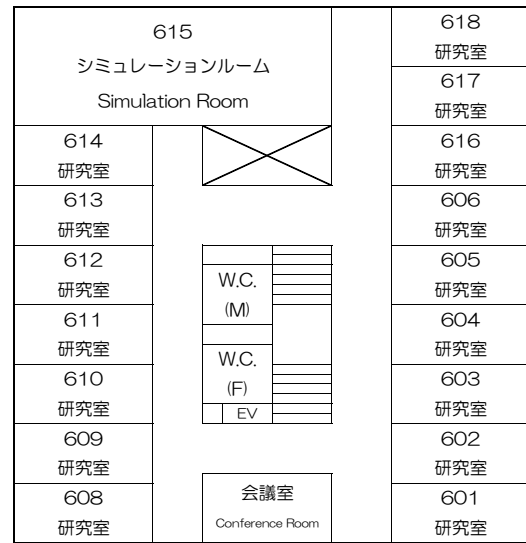 615
シミュレーションルーム
Simulation Room
618
研究室
617
研究室
614
研究室
616
研究室
613
研究室
606
研究室
612
研究室
W.C.
(M)
605
研究室
611
研究室
604
研究室
610
研究室
W.C.
(F)
EV
603
研究室
609
研究室
602
研究室
608
研究室
会議室
Conference Room
601
研究室